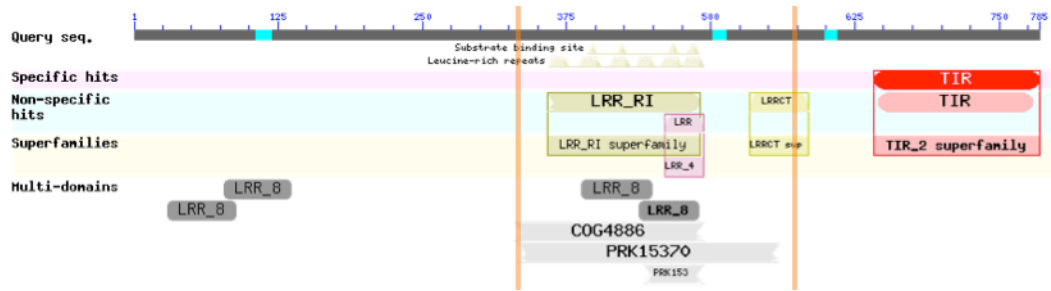 1 125 250 375 500 625 750 785
Query seq.
Substrate binding site
Leucine-rich repeats
Specific hits TIR
Non-specific hits LRR_RI LRRCT TIR
LRR
Superfamilies LRR_RI superfamily LRRCT sup TIR_2 superfamily
LRR_4
Multi-domains LRR_8 LRR_8
LRR_8 LRR_8
COG4886
PRK15370
PRK153